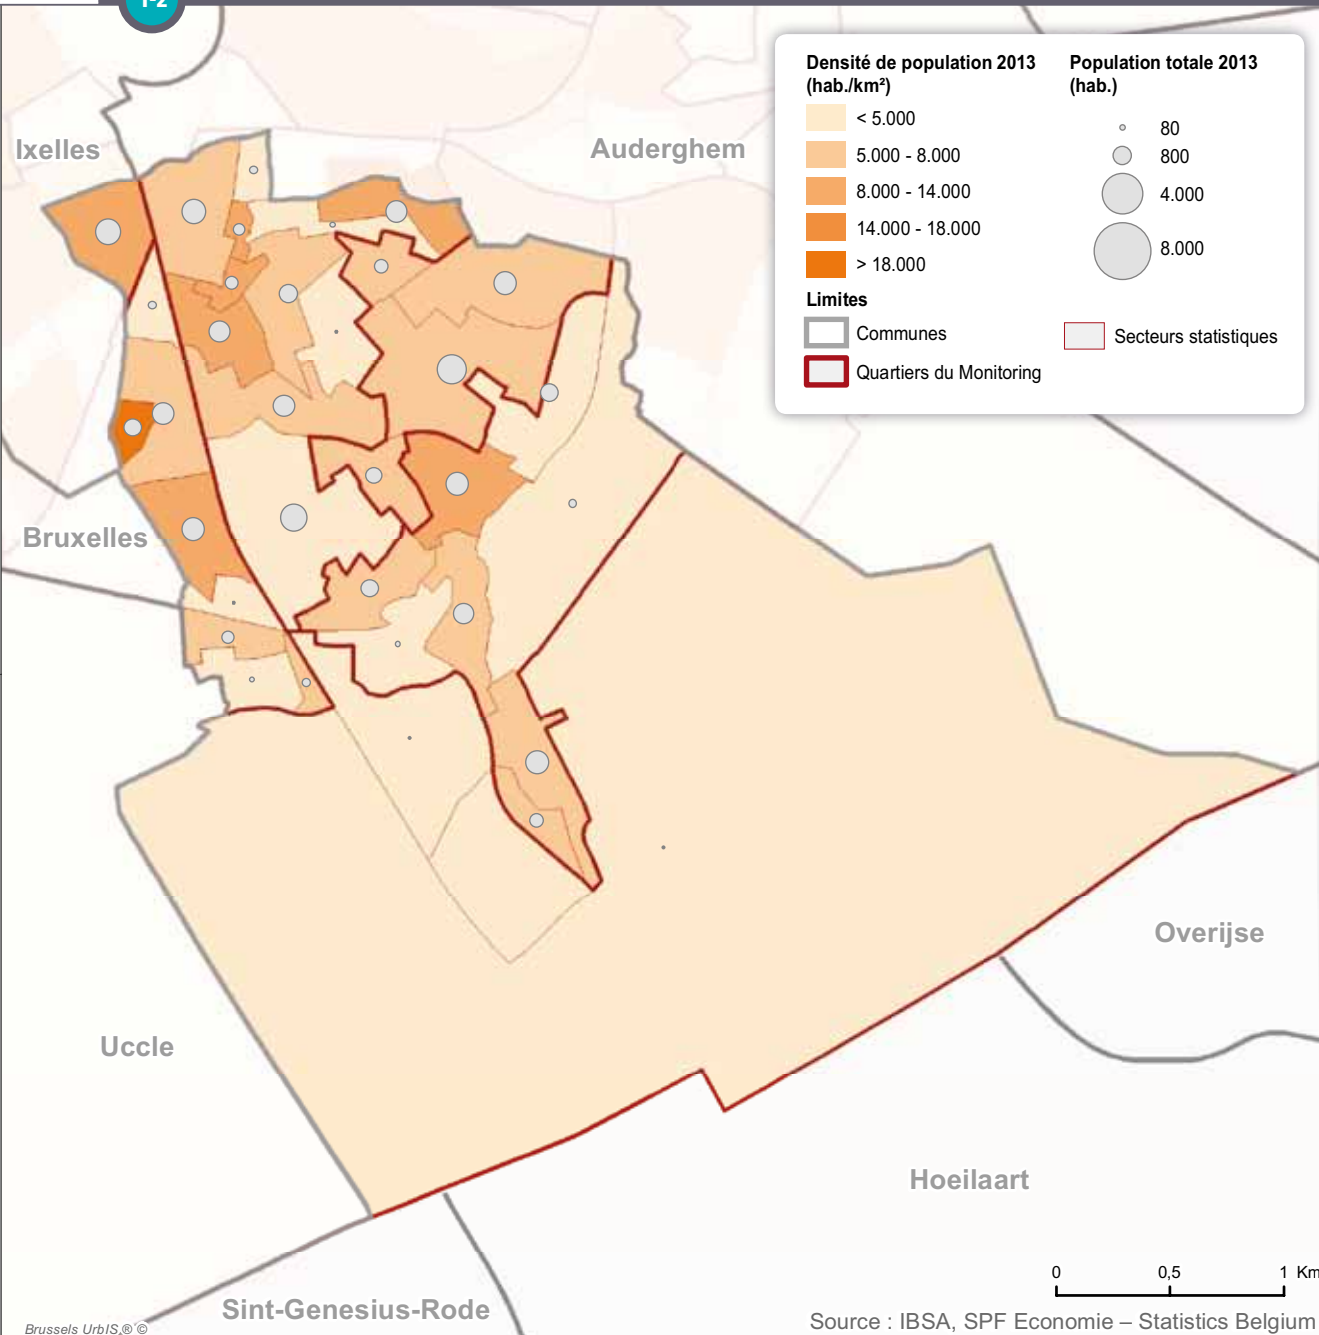 1-2
Densité de population 2013
(hab./km²)
< 5.000
5.000 - 8.000
8.000 - 14.000
14.000 - 18.000
> 18.000
Population totale 2013
(hab.)
80
800
4.000
8.000
Limites
Communes
Quartiers du Monitoring
Secteurs statistiques
Ixelles
Auderghem
Bruxelles
Overijse
Uccle
Hoeilaart
Sint-Genesius-Rode
0 0,5 1 Km
Source : IBSA, SPF Economie – Statistics Belgium
Brussels UrbIS ® ©